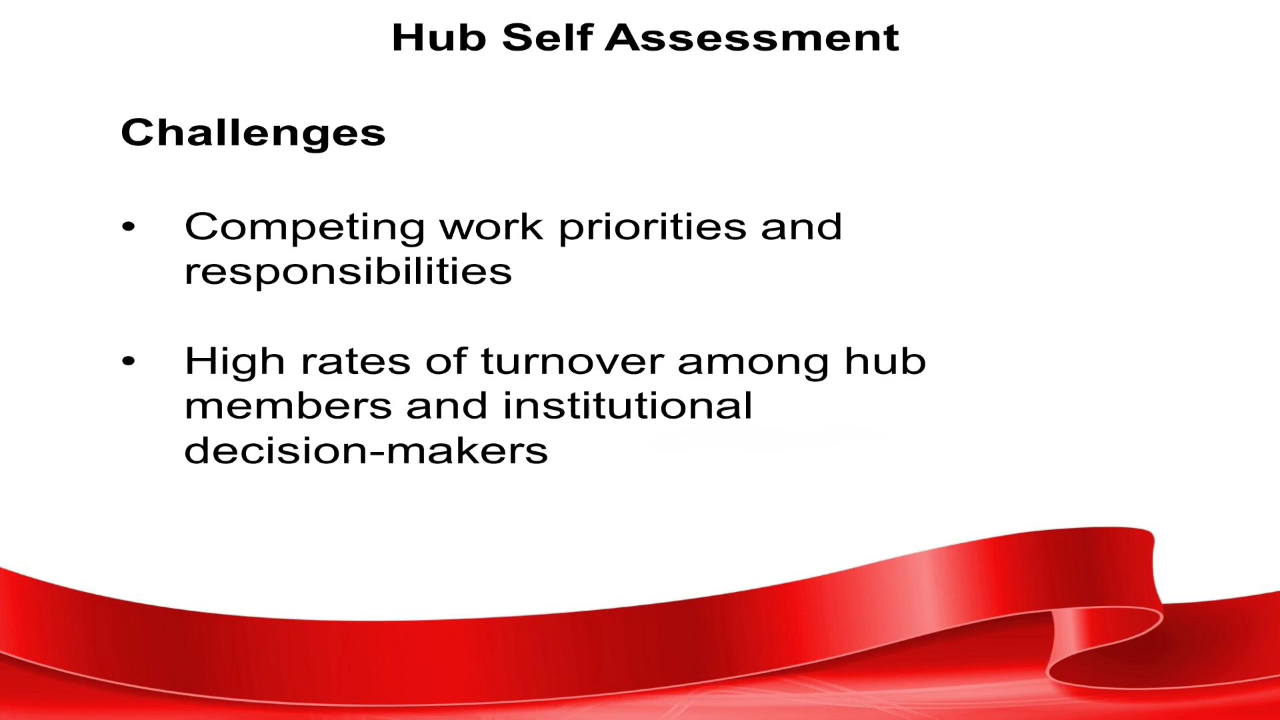 Hub Self Assessment
Challenges
• Competing work priorities and
responsibilities
• High rates of turnover among hub
members and institutional
decision-makers